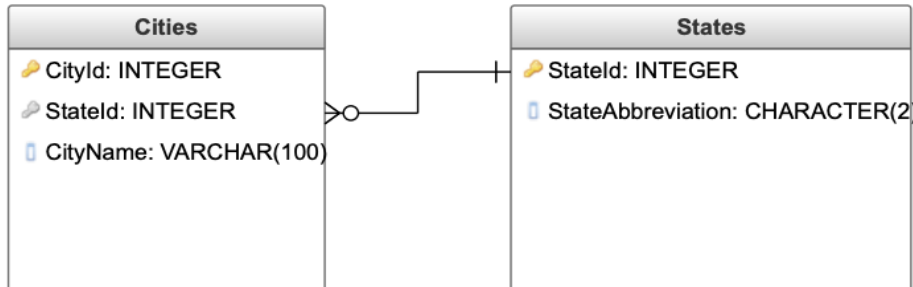 Cities
CityId: INTEGER
StateId: INTEGER
CityName: VARCHAR(100)
States
StateId: INTEGER
StateAbbreviation: CHARACTER(2)